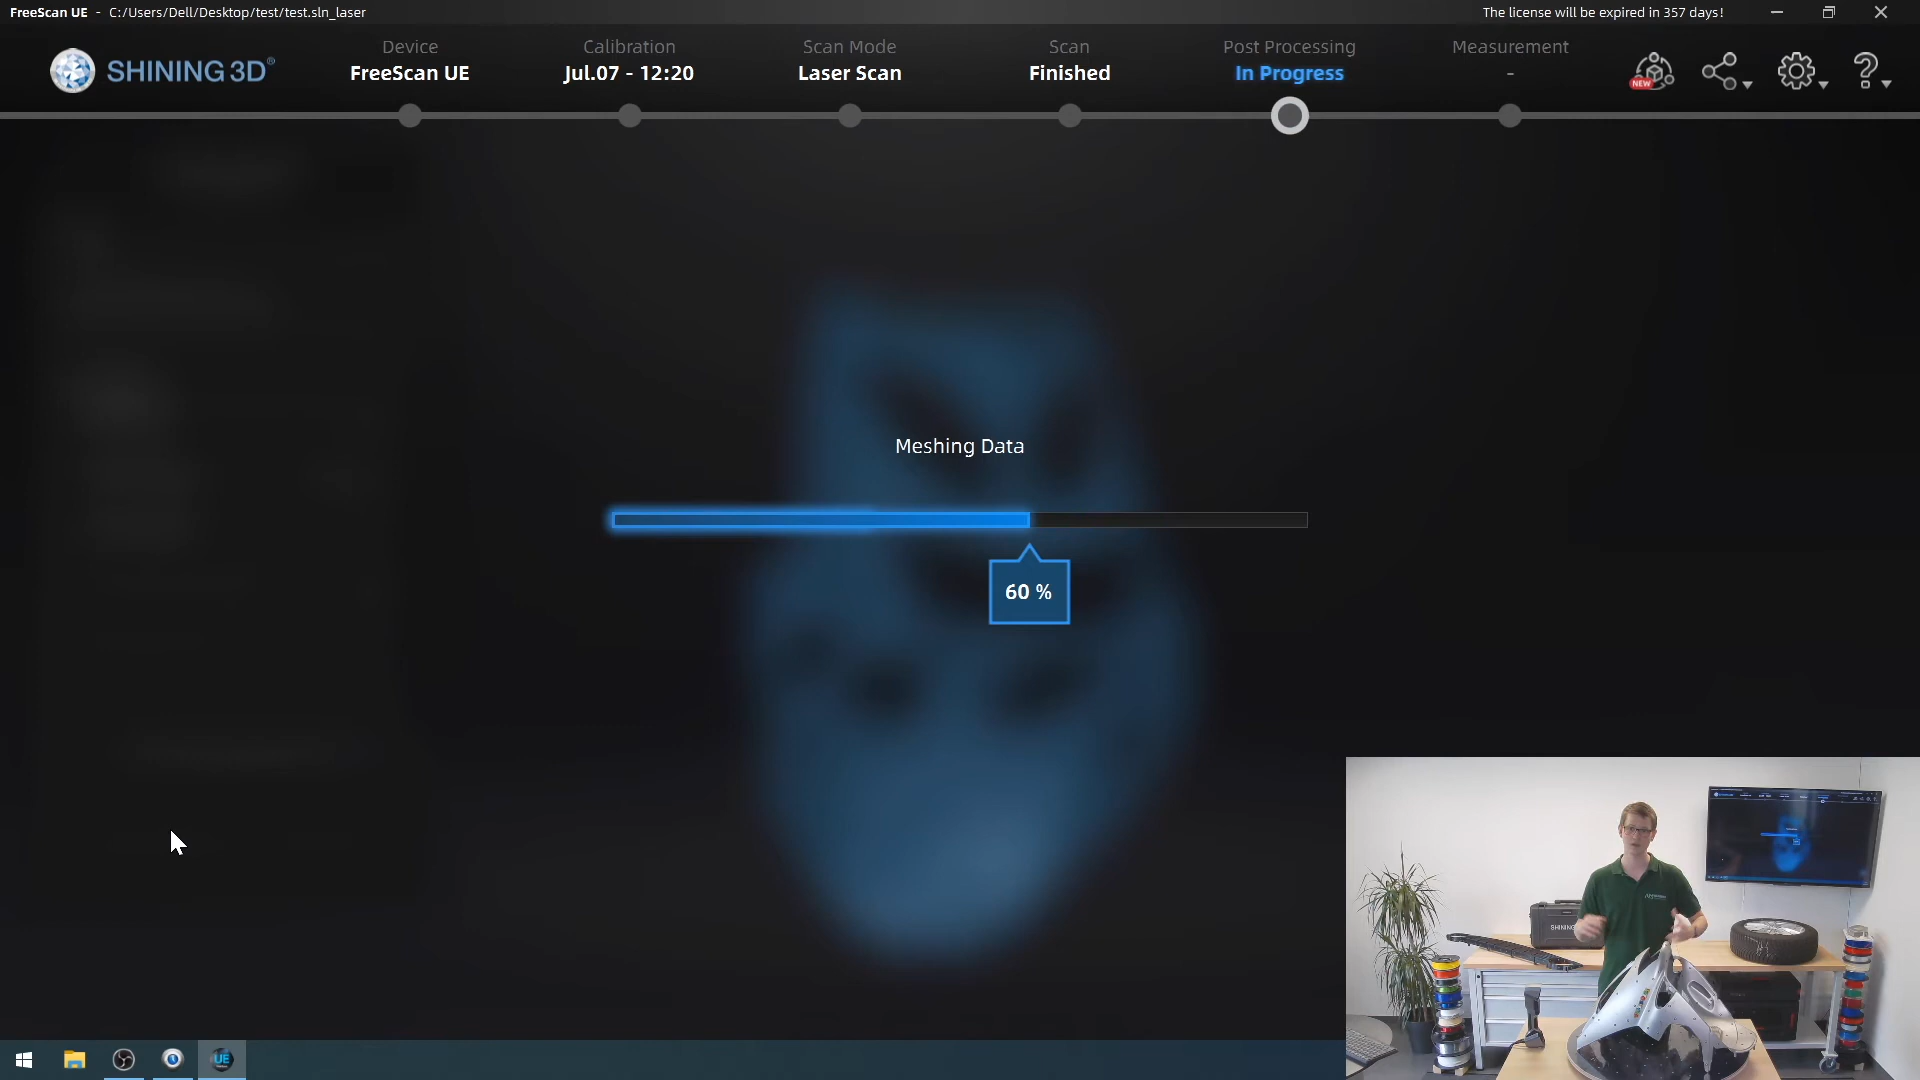 FreeScan UE - C:/Users/Dell/Desktop/test/test.sln_laser
The license will be expired in 357 days!
SHINING 3D®
Device
FreeScan UE
Calibration
Jul.07 - 12:20
Scan Mode
Laser Scan
Scan
Finished
Post Processing
In Progress
Measurement
-
NEW
Meshing Data
60 %
UE
SHINING